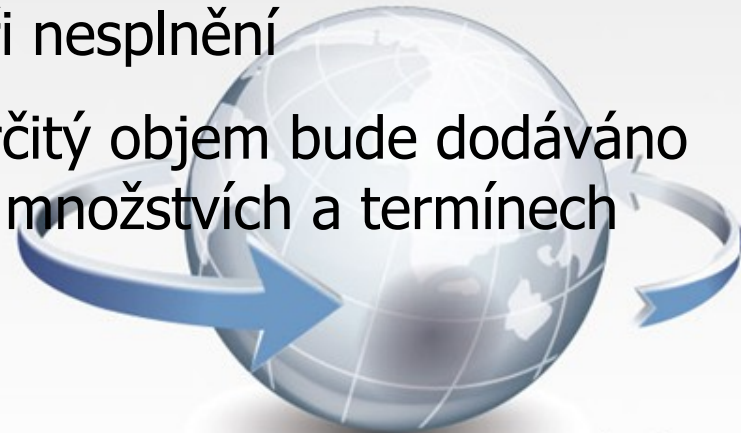 i nesplnění
rčitý objem bude dodáváno
množstvích a termínech